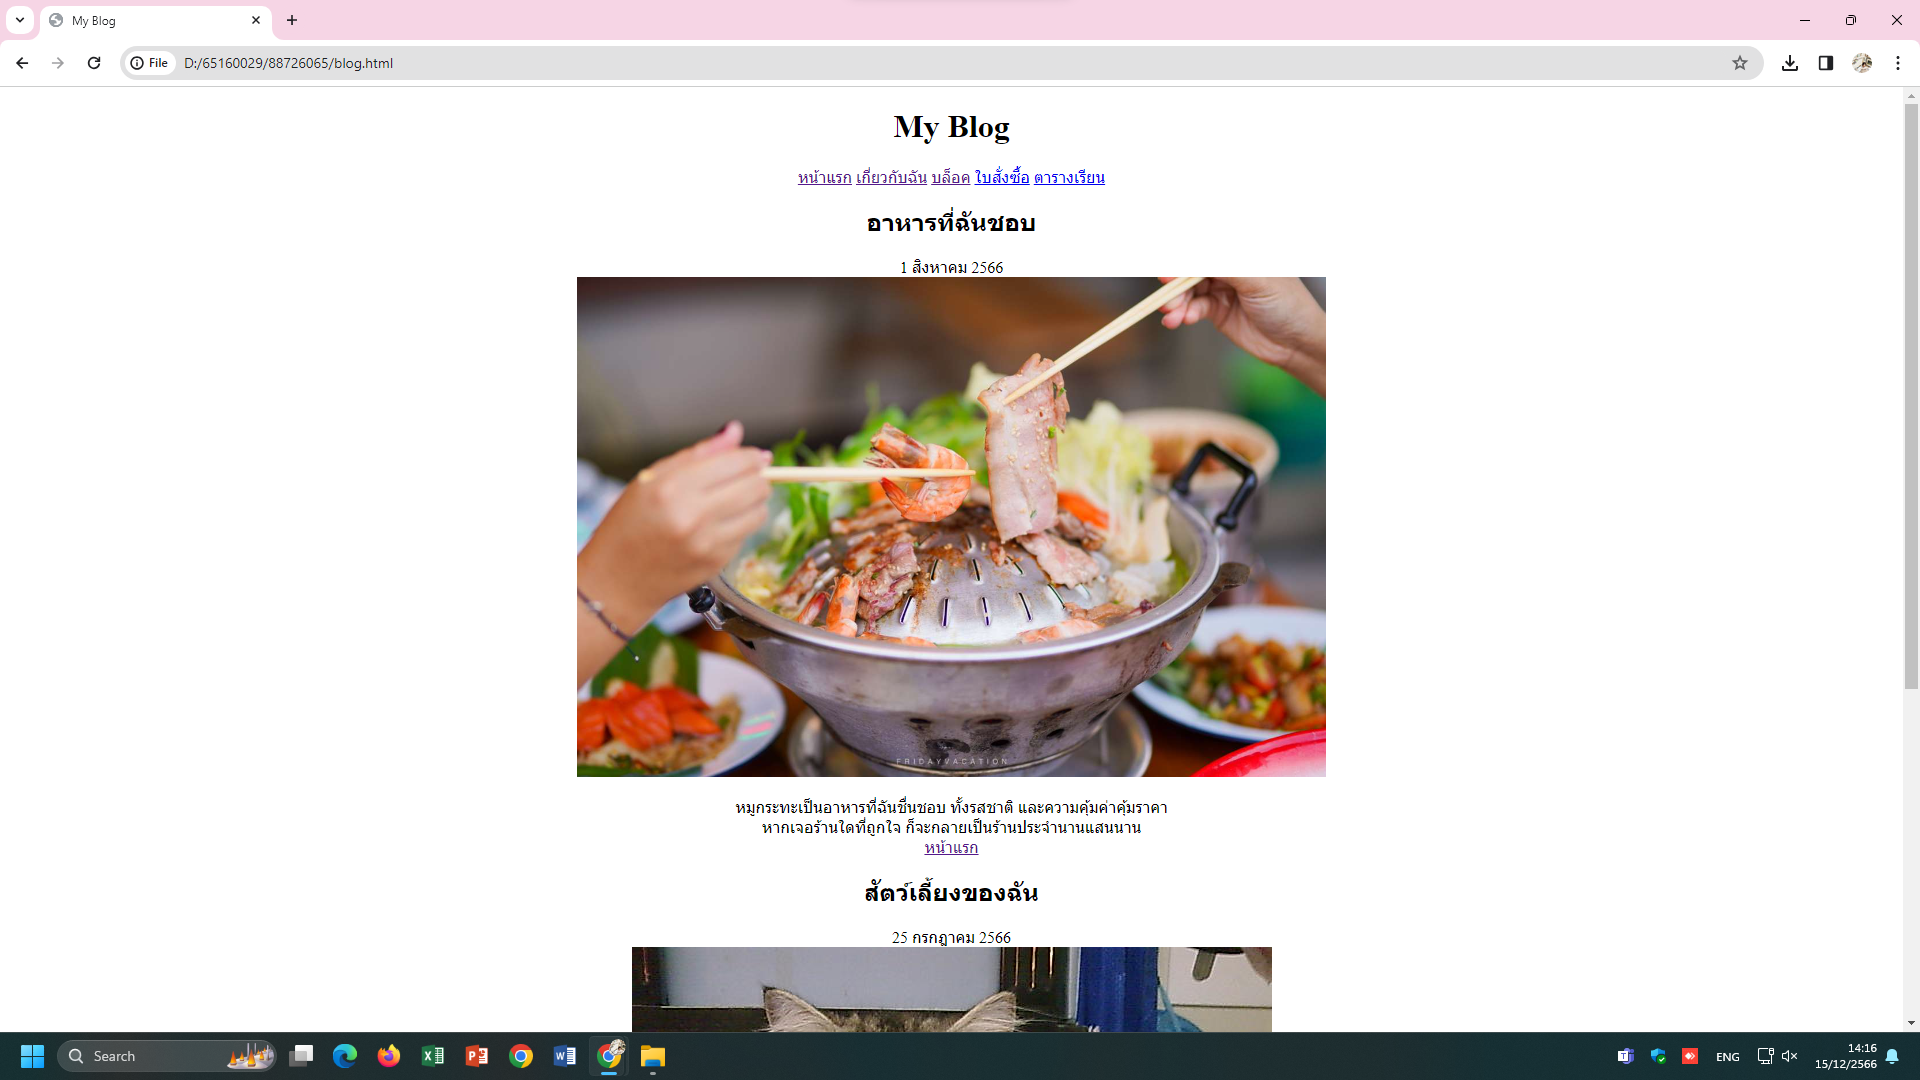 My Blog
File
D:/65160029/88726065/blog.html
My Blog
หน้าแรก เกี่ยวกับฉัน บล็อค ใบสั่งซื้อ ตารางเรียน
อาหารที่ฉันชอบ
1 สิงหาคม 2566
FRIDAYVACATION
หมูกระทะเป็นอาหารที่ฉันชื่นชอบ ทั้งรสชาติ และความคุ้มค่าคุ้มราคา
หากเจอร้านใดที่ถูกใจ ก็จะกลายเป็นร้านประจำนานแสนนาน
หน้าแรก
สัตว์เลี้ยงของฉัน
25 กรกฎาคม 2566
Search
ENG
14:16
15/12/2566